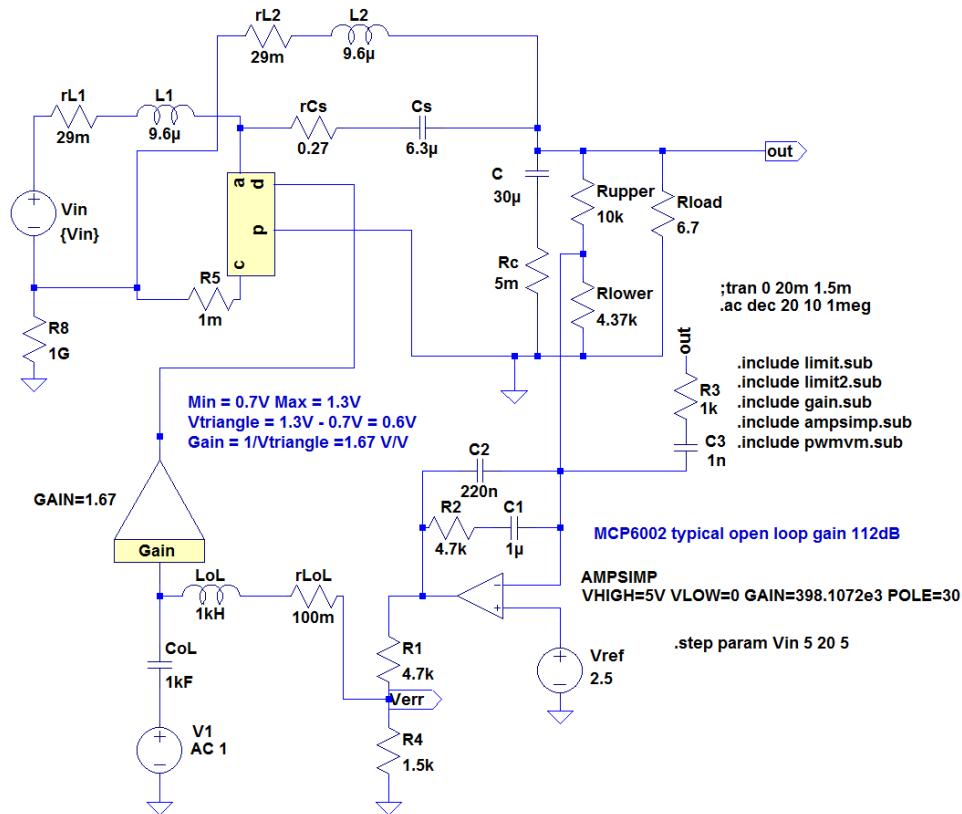 rL2
L2
29m
9.6µ
rL1
L1
rCs
Cs
29m
9.6µ
0.27
6.3µ
out
a
d
p
c
C
30µ
Rupper
10k
Rload
6.7
Vin
{Vin}
Rc
5m
Rlower
4.37k
R5
1m
;tran 0 20m 1.5m
.ac dec 20 10 1meg
R8
1G
out
R3
1k
C3
1n
.include limit.sub
.include limit2.sub
.include gain.sub
.include ampsimp.sub
.include pwmvm.sub
Min = 0.7V Max = 1.3V
Vtriangle = 1.3V - 0.7V = 0.6V
Gain = 1/Vtriangle =1.67 V/V
C2
220n
GAIN=1.67
Gain
R2
4.7k
C1
1µ
MCP6002 typical open loop gain 112dB
LoL
1kH
rLoL
100m
AMPSIMP
VHIGH=5V VLOW=0 GAIN=398.1072e3 POLE=30
CoL
1kF
R1
4.7k
Vref
2.5
.step param Vin 5 20 5
Verr
V1
AC 1
R4
1.5k